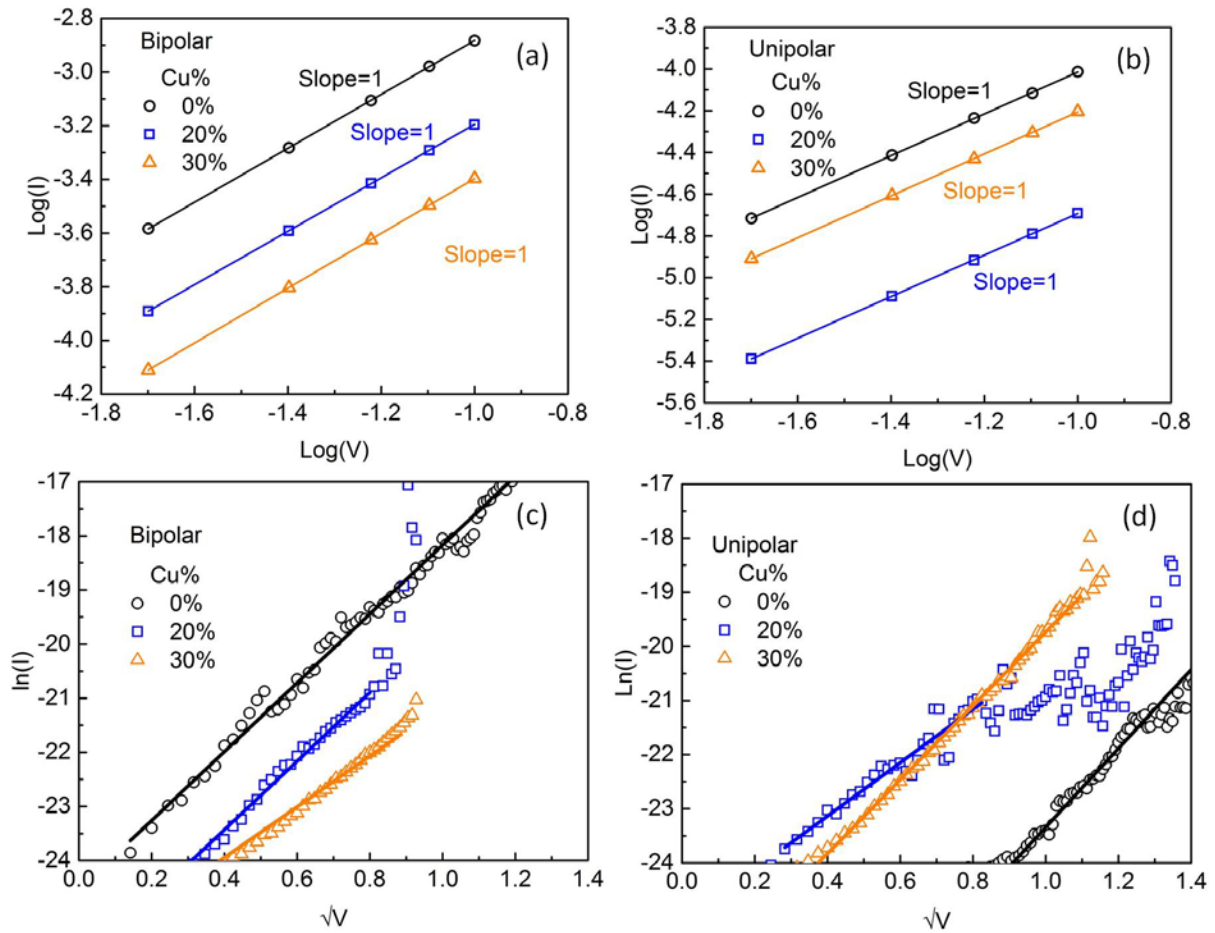 Bipolar
(a)
Cu%
0%
20%
30%
Slope=1
Slope=1
Slope=1
-2.8
-3.0
-3.2
-3.4
-3.6
-3.8
-4.0
-4.2
Log(I)
-1.8
-1.6
-1.4
-1.2
-1.0
-0.8
Log(V)
Unipolar
(b)
Cu%
0%
20%
30%
Slope=1
Slope=1
Slope=1
-3.8
-4.0
-4.2
-4.4
-4.6
-4.8
-5.0
-5.2
-5.4
-5.6
Log(I)
-1.8
-1.6
-1.4
-1.2
-1.0
-0.8
Log(V)
Bipolar
(c)
Cu%
0%
20%
30%
-17
-18
-19
-20
-21
-22
-23
-24
ln(I)
0.0
0.2
0.4
0.6
0.8
1.0
1.2
1.4
√V
Unipolar
(d)
Cu%
0%
20%
30%
-17
-18
-19
-20
-21
-22
-23
-24
Ln(I)
0.0
0.2
0.4
0.6
0.8
1.0
1.2
1.4
√V